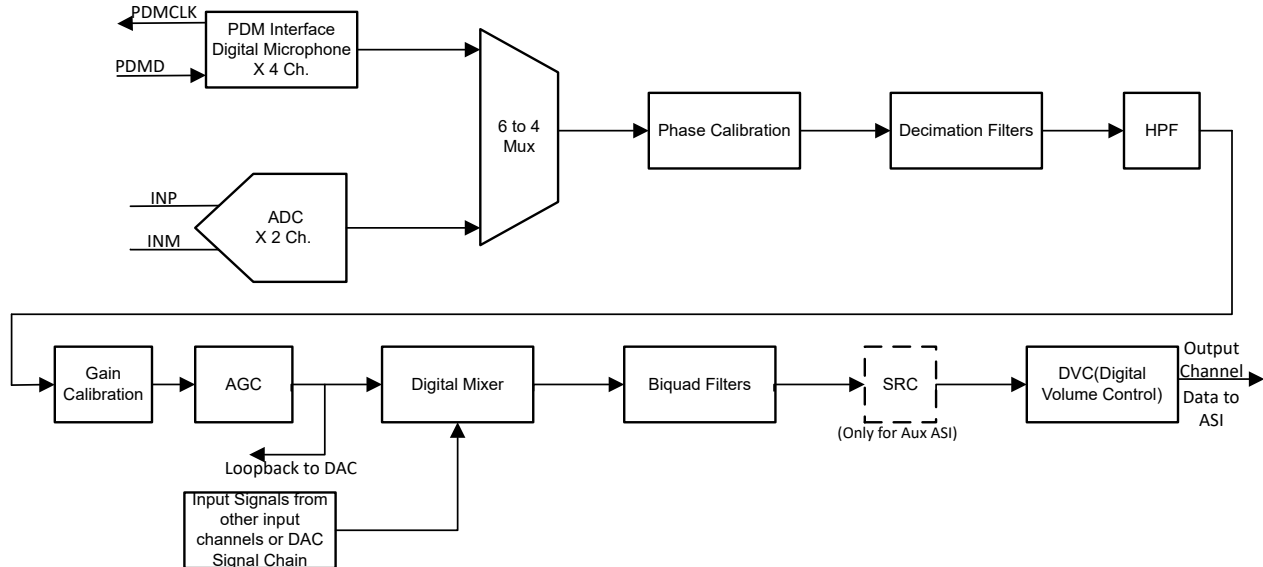 PDMCLK
PDM Interface
Digital Microphone
X 4 Ch.
PDMD
6 to 4
Mux
Phase Calibration
Decimation Filters
HPF
INP
INM
ADC
X 2 Ch.
Gain
Calibration
AGC
Digital Mixer
Biquad Filters
SRC
(Only for Aux ASI)
DVC(Digital
Volume Control)
Output
Channel
Data to
ASI
Loopback to DAC
Input Signals from
other input
channels or DAC
Signal Chain